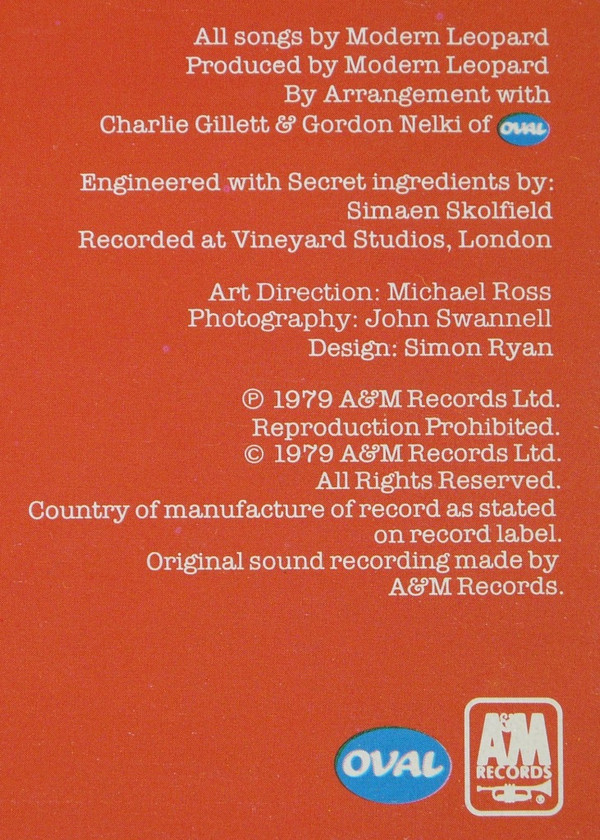 All songs by Modern Leopard
Produced by Modern Leopard
By Arrangement with
Charlie Gillett & Gordon Nelki of OVAL
Engineered with Secret ingredients by:
Simaen Skolfield
Recorded at Vineyard Studios, London
Art Direction: Michael Ross
Photography: John Swannell
Design: Simon Ryan
℗ 1979 A&M Records Ltd.
Reproduction Prohibited.
© 1979 A&M Records Ltd.
All Rights Reserved.
Country of manufacture of record as stated
on record label.
Original sound recording made by
A&M Records.
OVAL
A&M
RECORDS
®